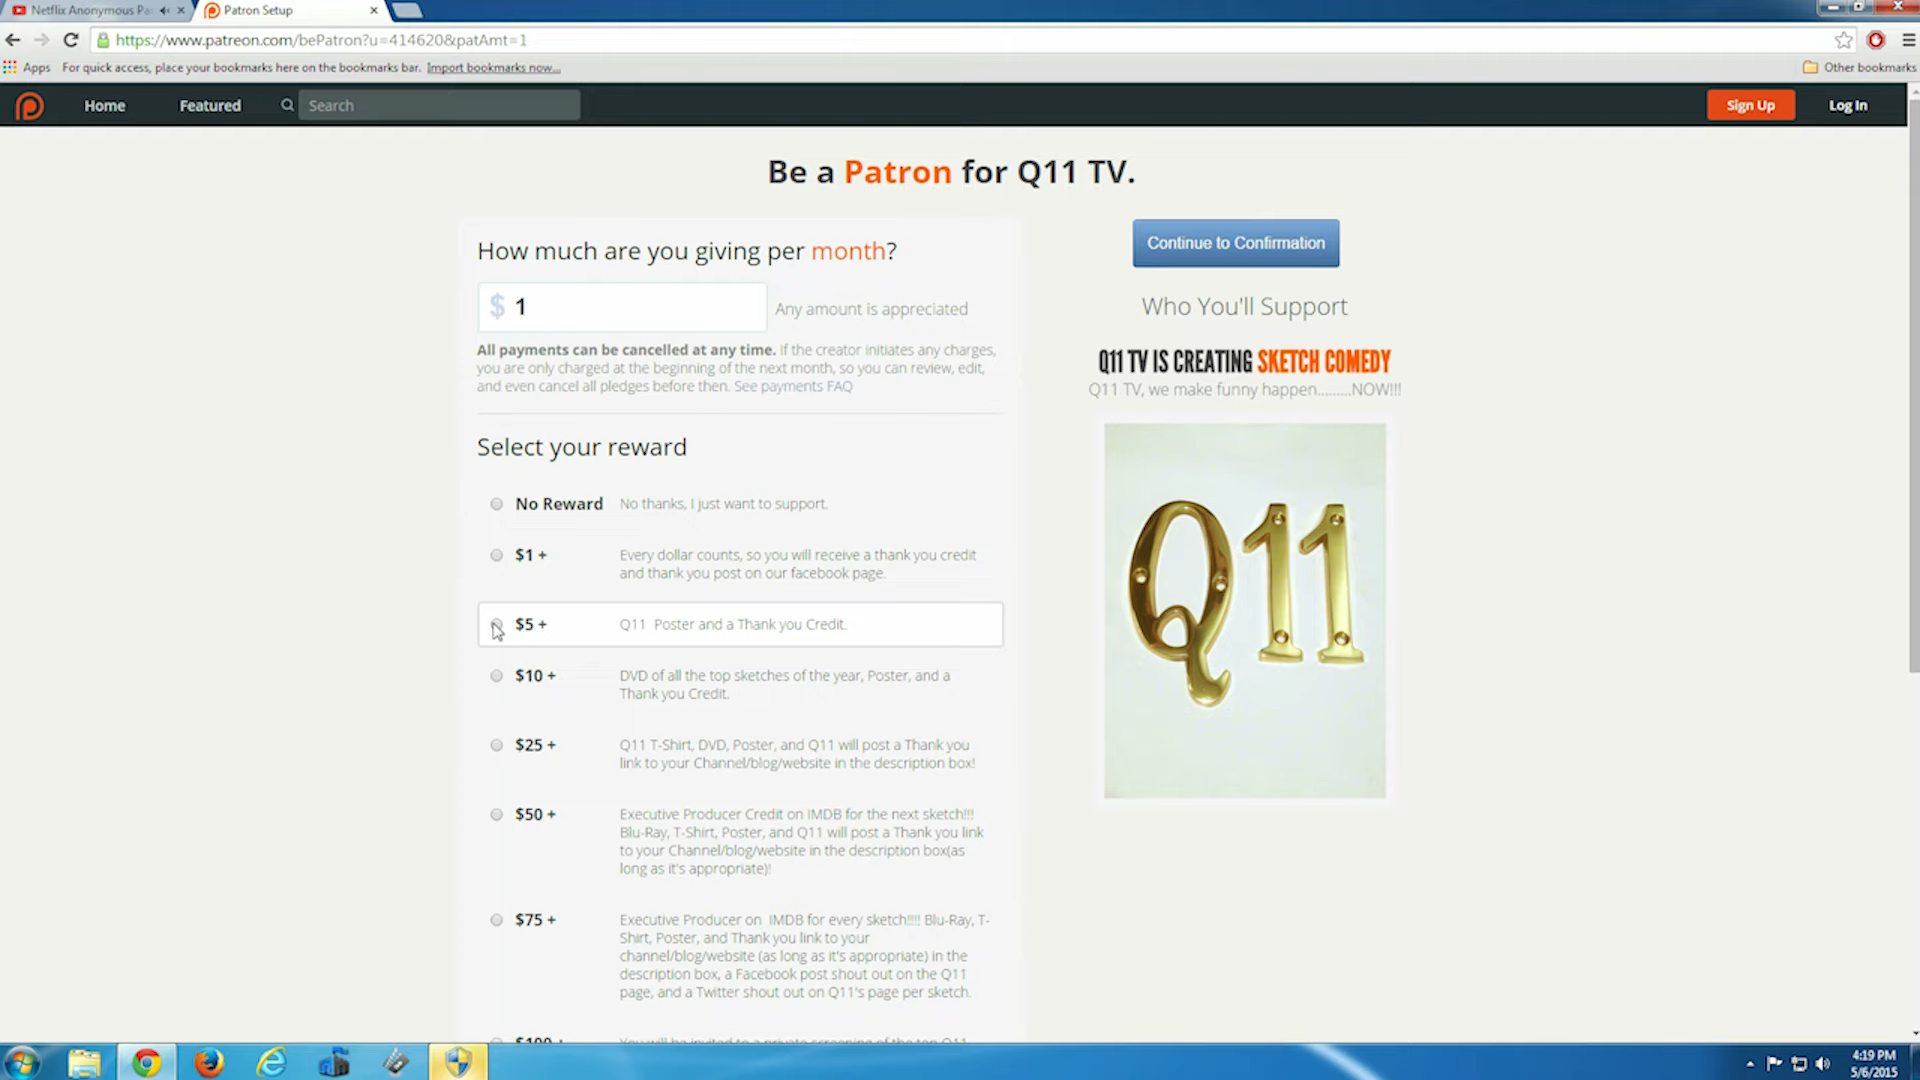 Netflix Anonymous Pa
Patron Setup
https://www.patreon.com/bePatron?u=414620&patAmt=1
Apps For quick access, place your bookmarks here on the bookmarks bar. Import bookmarks now...
Other bookmarks
Home Featured Search Sign Up Log In
Be a Patron for Q11 TV.
How much are you giving per month?
$ 1 Any amount is appreciated
All payments can be cancelled at any time. If the creator initiates any charges,
you are only charged at the beginning of the next month, so you can review, edit,
and even cancel all pledges before then. See payments FAQ
Select your reward
No Reward No thanks, I just want to support.
$1 + Every dollar counts, so you will receive a thank you credit
and thank you post on our facebook page.
$5 + Q11 Poster and a Thank you Credit.
$10 + DVD of all the top sketches of the year, Poster, and a
Thank you Credit.
$25 + Q11 T-Shirt, DVD, Poster, and Q11 will post a Thank you
link to your Channel/blog/website in the description box!
$50 + Executive Producer Credit on IMDB for the next sketch!!!
Blu-Ray, T-Shirt, Poster, and Q11 will post a Thank you link
to your Channel/blog/website in the description box(as
long as it's appropriate)!
$75 + Executive Producer on IMDB for every sketch!!!! Blu-Ray, T-
Shirt, Poster, and Thank you link to your
channel/blog/website (as long as it's appropriate) in the
description box, a Facebook post shout out on the Q11
page, and a Twitter shout out on Q11's page per sketch.
$100 + You will be invited to a private screening of the top Q11
Continue to Confirmation
Who You'll Support
Q11 TV IS CREATING SKETCH COMEDY
Q11 TV, we make funny happen.........NOW!!!
Q11
4:19 PM
5/6/2015